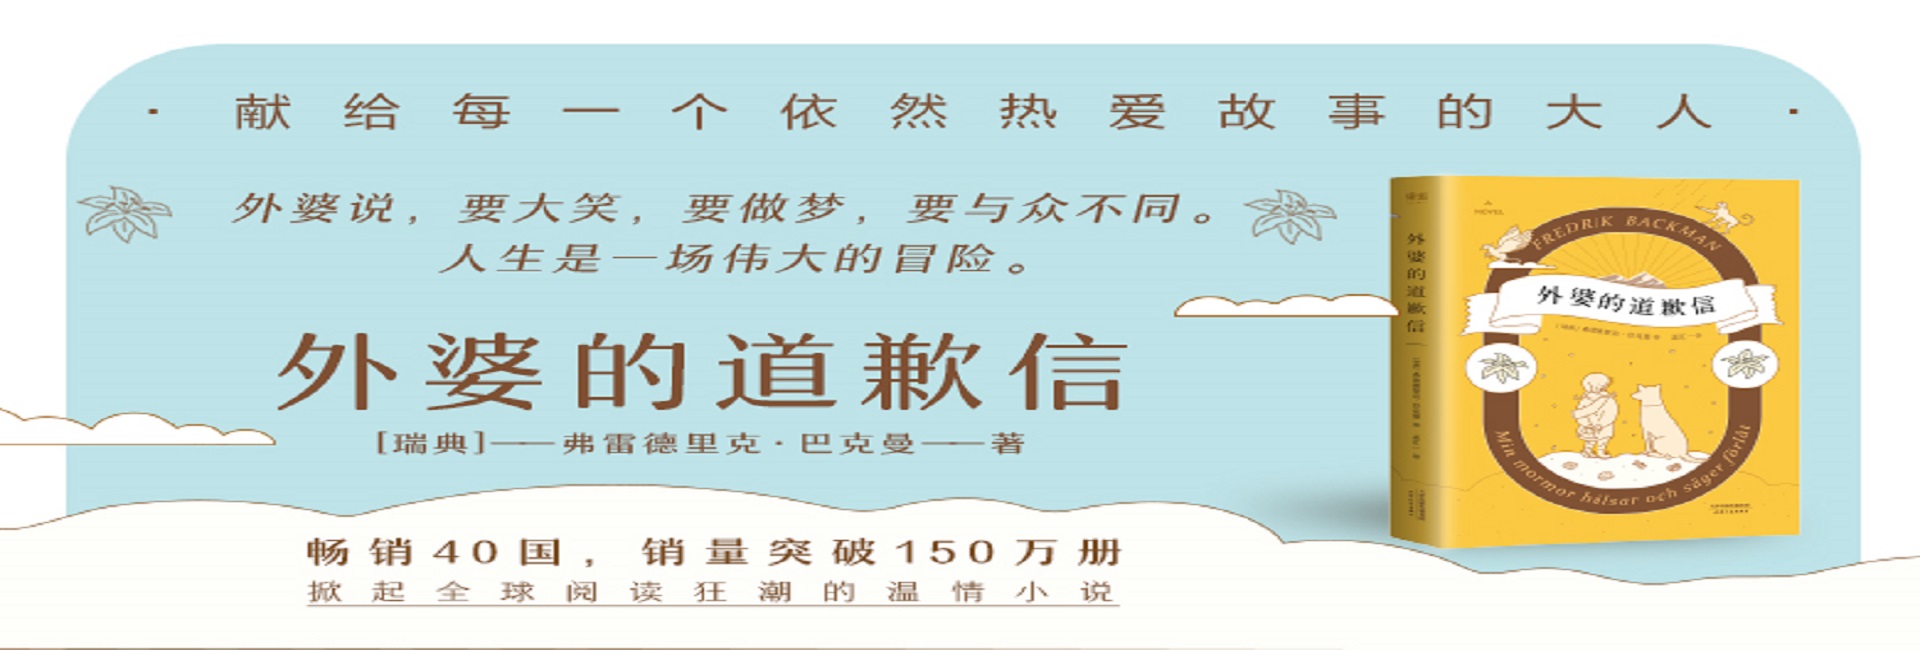 · 献给每一个依然热爱故事的大人 ·
外婆说，要大笑，要做梦，要与众不同。
人生是一场伟大的冒险。
外婆的道歉信
[瑞典]——弗雷德里克·巴克曼——著
畅销40国，销量突破150万册
掀起全球阅读狂潮的温情小说
外婆的道歉信
A
NOVEL
FREDRIK BACKMAN
外婆的道歉信
Min mormor hälsar och säger förlåt